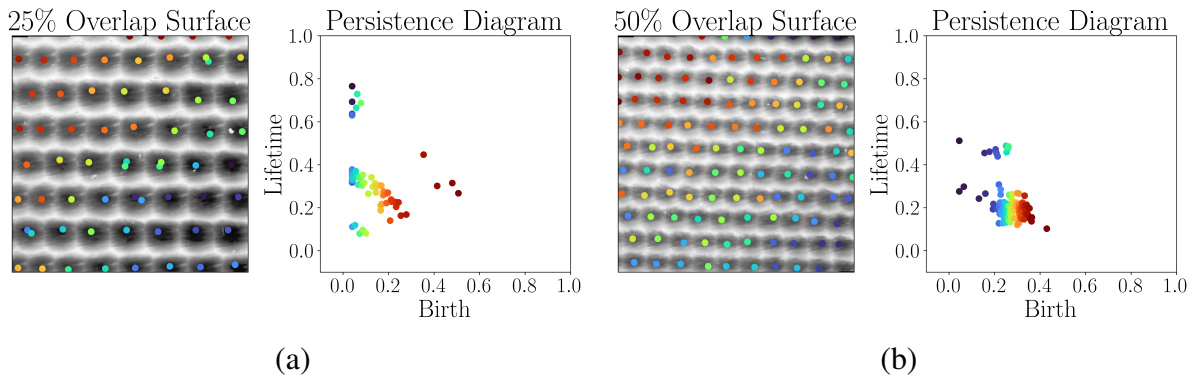 25% Overlap Surface
Persistence Diagram
1.0
0.8
0.6
0.4
0.2
0.0
Lifetime
0.0 0.2 0.4 0.6 0.8 1.0
Birth
(a)
50% Overlap Surface
Persistence Diagram
1.0
0.8
0.6
0.4
0.2
0.0
Lifetime
0.0 0.2 0.4 0.6 0.8 1.0
Birth
(b)